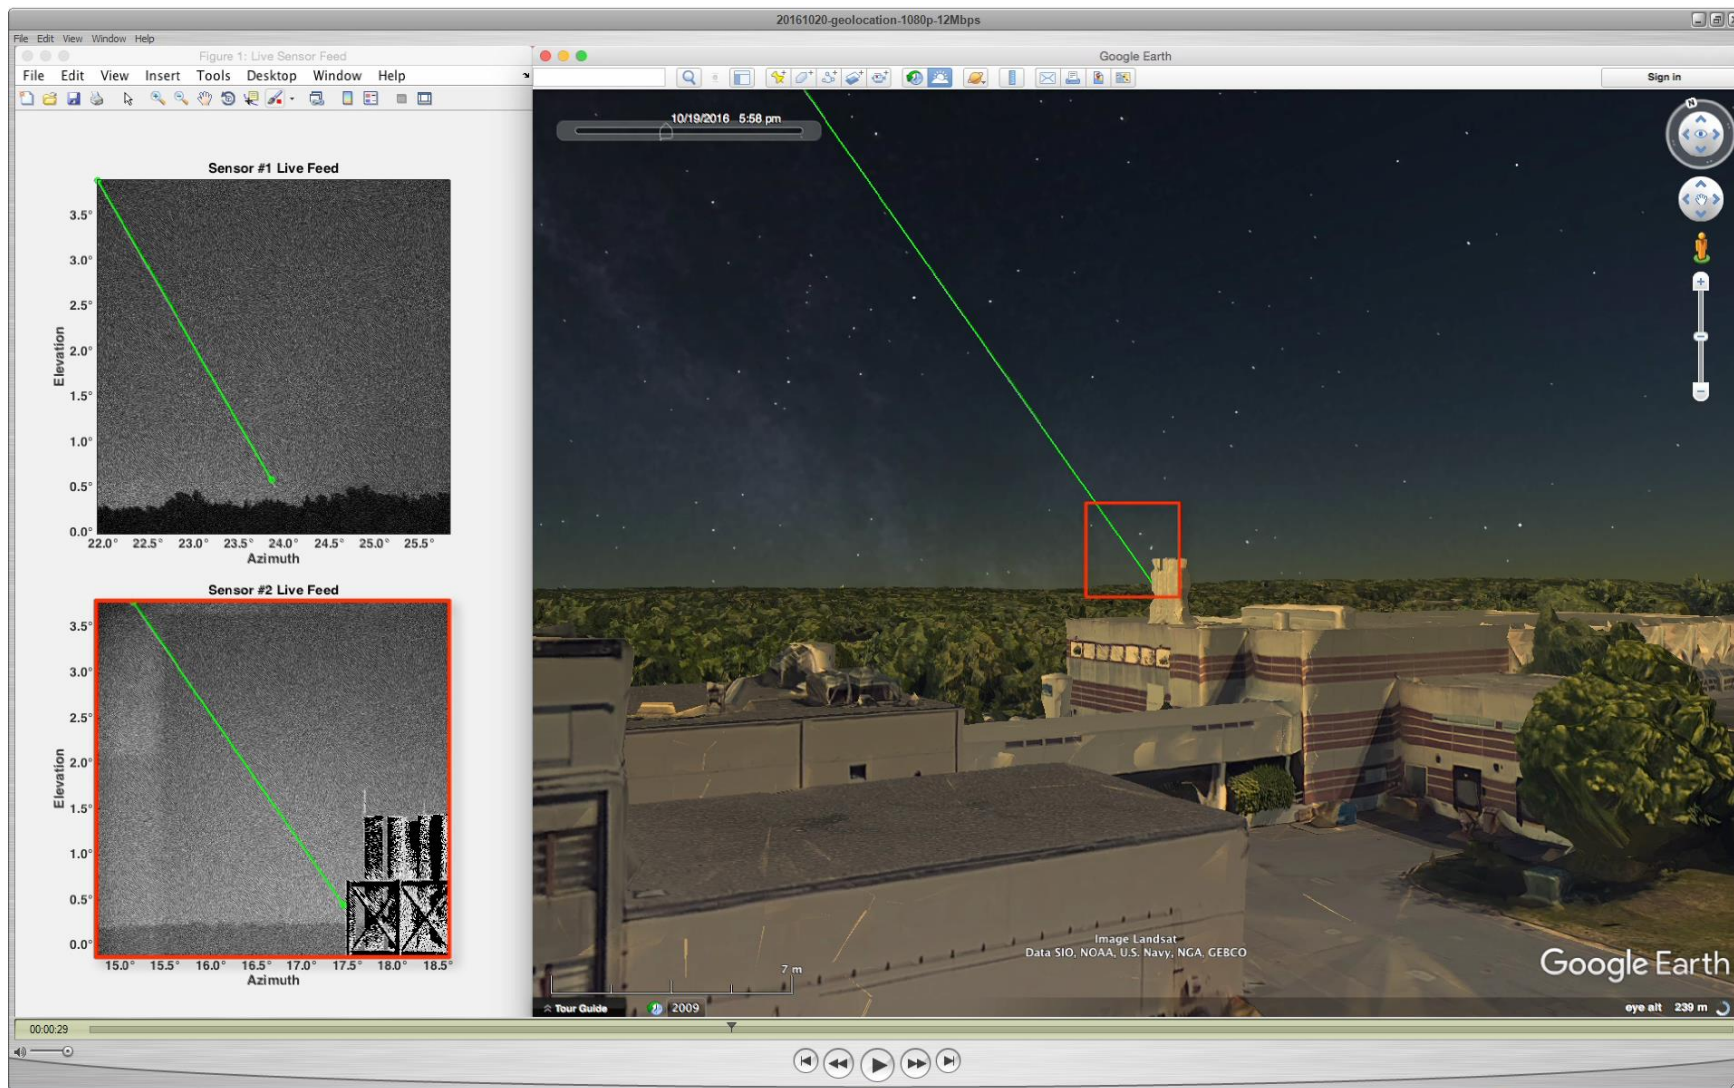 20161020-geolocation-1080p-12Mbps
File Edit View Window Help
Figure 1: Live Sensor Feed
File Edit View Insert Tools Desktop Window Help
Sensor #1 Live Feed
3.5°
3.0°
2.5°
2.0°
1.5°
1.0°
0.5°
0.0°
Elevation
22.0° 22.5° 23.0° 23.5° 24.0° 24.5° 25.0° 25.5°
Azimuth
Sensor #2 Live Feed
3.5°
3.0°
2.5°
2.0°
1.5°
1.0°
0.5°
0.0°
Elevation
15.0° 15.5° 16.0° 16.5° 17.0° 17.5° 18.0° 18.5°
Azimuth
Google Earth
Sign in
10/19/2016 5:58 pm
N
Image Landsat
Data SIO, NOAA, U.S. Navy, NGA, GEBCO
7 m
Google Earth
Tour Guide
2009
eye alt 239 m
00:00:29